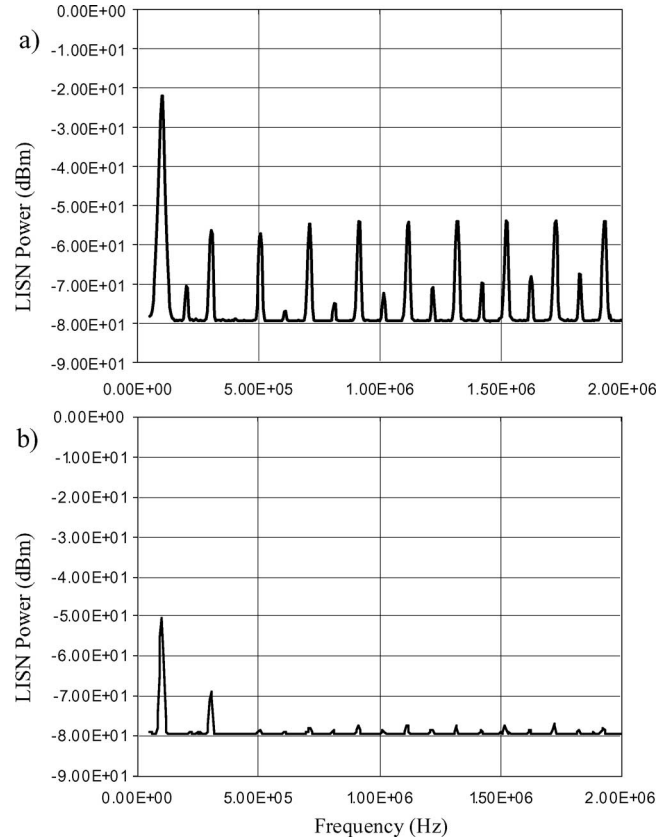 a)
0.00E+00
-1.00E+01
-2.00E+01
-3.00E+01
-4.00E+01
-5.00E+01
-6.00E+01
-7.00E+01
-8.00E+01
-9.00E+01
LISN Power (dBm)
0.00E+00 5.00E+05 1.00E+06 1.50E+06 2.00E+06
b)
0.00E+00
-1.00E+01
-2.00E+01
-3.00E+01
-4.00E+01
-5.00E+01
-6.00E+01
-7.00E+01
-8.00E+01
-9.00E+01
LISN Power (dBm)
0.00E+00 5.00E+05 1.00E+06 1.50E+06 2.00E+06
Frequency (Hz)